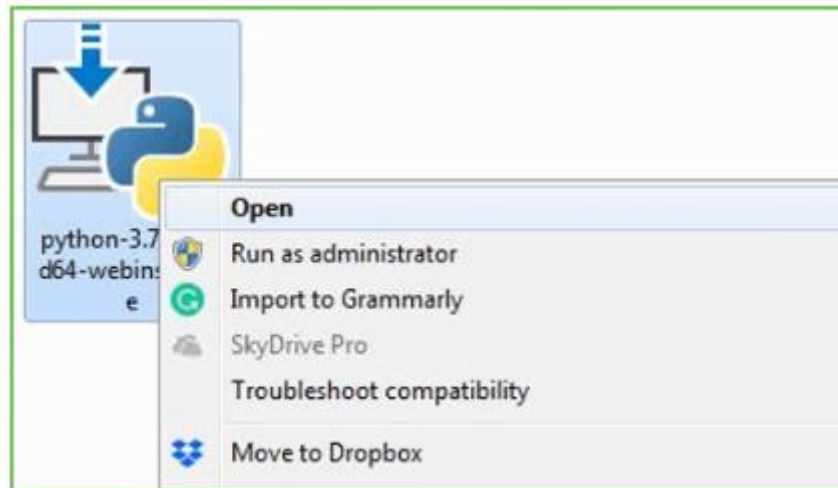 Open
python-3.7
Run as administrator
d64-webins
e
Import to Grammarly
SkyDrive Pro
Troubleshoot compatibility
Move to Dropbox